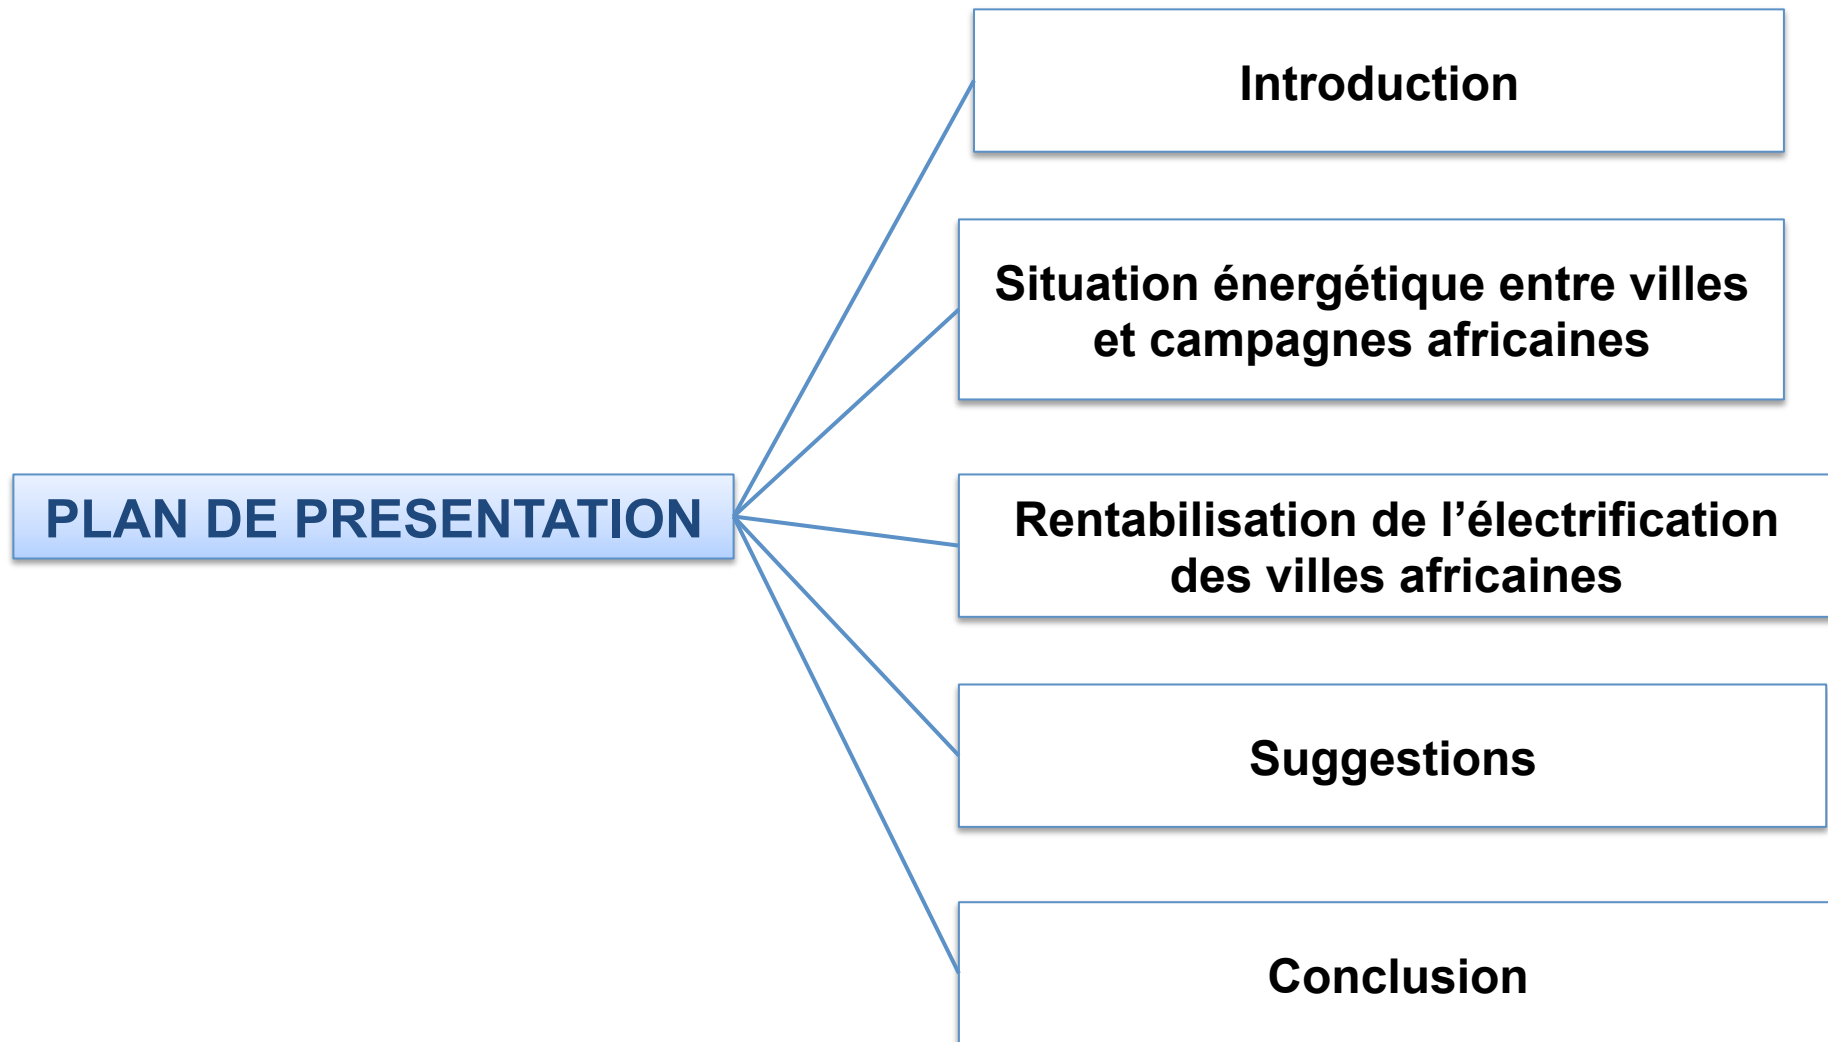 Introduction
Situation énergétique entre villes
et campagnes africaines
PLAN DE PRESENTATION
Rentabilisation de l’électrification
des villes africaines
Suggestions
Conclusion